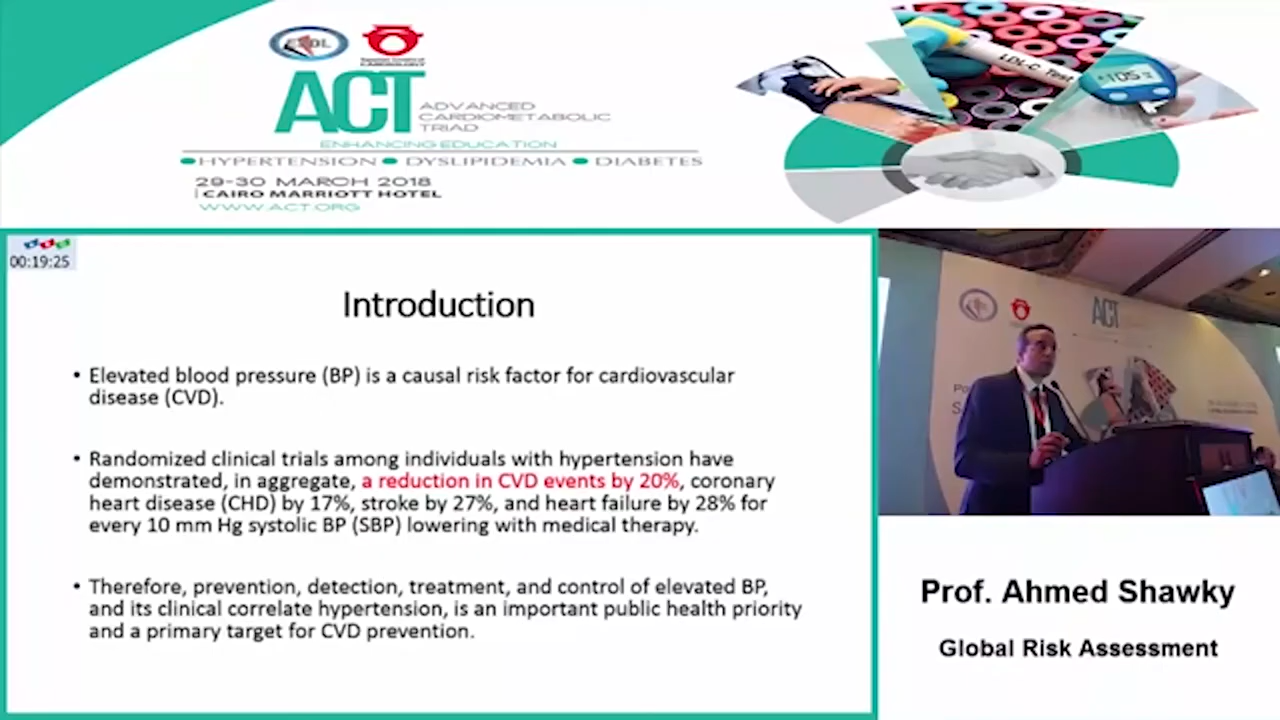 ACT
ADVANCED
CARDIOMETABOLIC
TRIAD
ENHANCING EDUCATION
●HYPERTENSION ● DYSLIPIDEMIA ● DIABETES
29-30 MARCH 2018
| CAIRO MARRIOTT HOTEL
WWW.ACT.ORG
LDL-C Test
105
00:19:25
Introduction
• Elevated blood pressure (BP) is a causal risk factor for cardiovascular
disease (CVD).
• Randomized clinical trials among individuals with hypertension have
demonstrated, in aggregate, a reduction in CVD events by 20%, coronary
heart disease (CHD) by 17%, stroke by 27%, and heart failure by 28% for
every 10 mm Hg systolic BP (SBP) lowering with medical therapy.
• Therefore, prevention, detection, treatment, and control of elevated BP,
and its clinical correlate hypertension, is an important public health priority
and a primary target for CVD prevention.
ACT
Prof. Ahmed Shawky
Global Risk Assessment